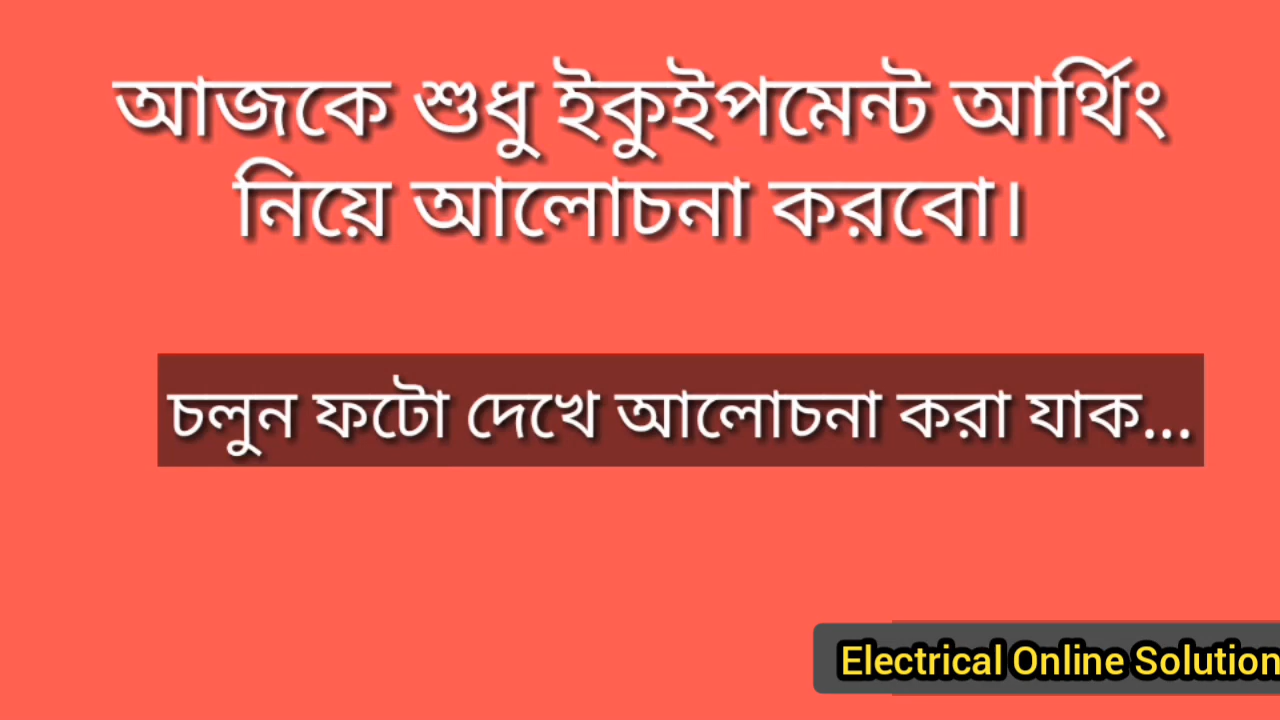 আজকে শুধু ইকুইপমেন্ট আর্থিং
নিয়ে আলোচনা করবো।
চলুন ফটো দেখে আলোচনা করা যাক...
Electrical Online Solution